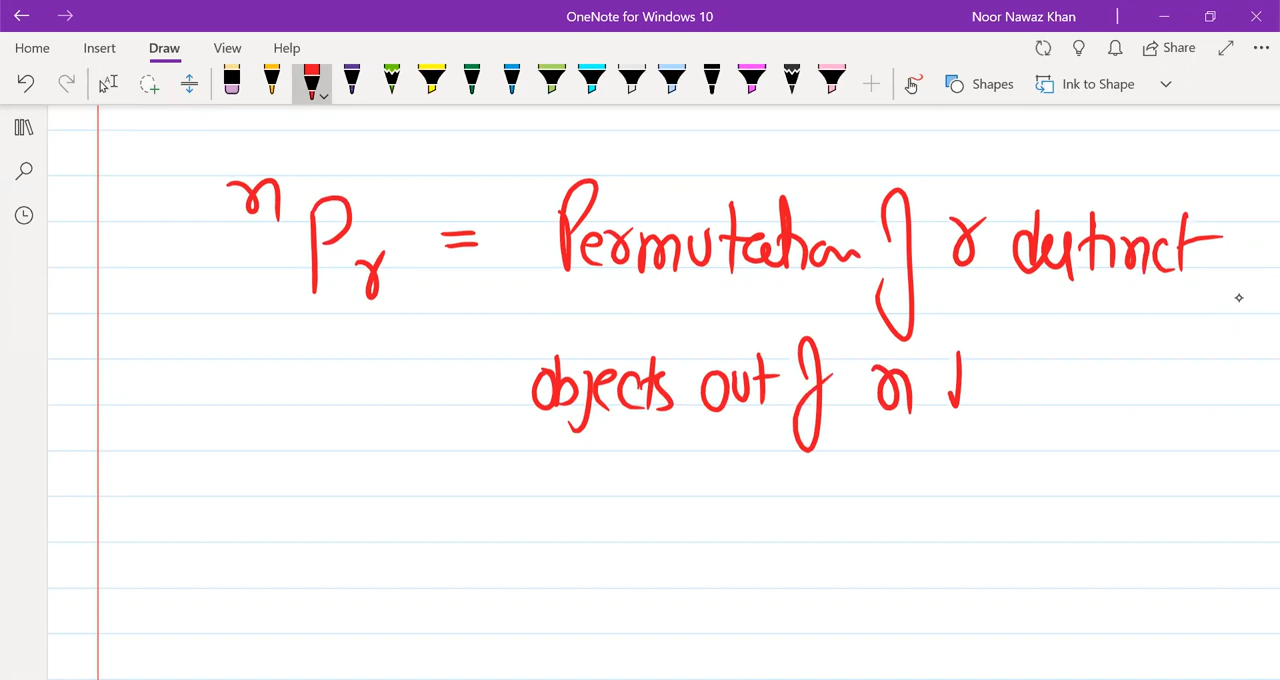 OneNote for Windows 10
Noor Nawaz Khan
Home Insert Draw View Help
Share
Shapes Ink to Shape
ⁿPᵣ = Permutation of r distinct
objects out of n